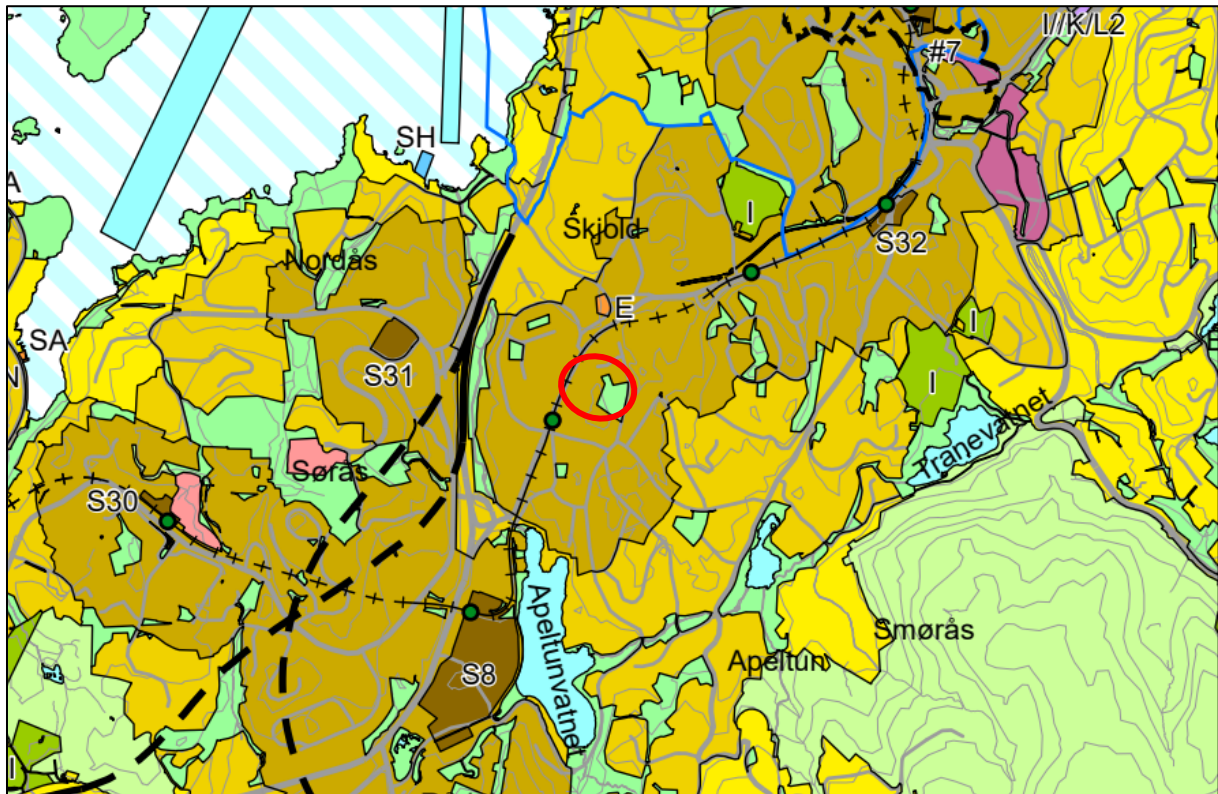 I//K/L2
#7
SH
A
I
Skjold
S32
Nordås
E
SA
N
S31
I
I
Tranevatnet
Sørås
S30
Smørås
Apeltun
S8
Apeltunvatnet
I